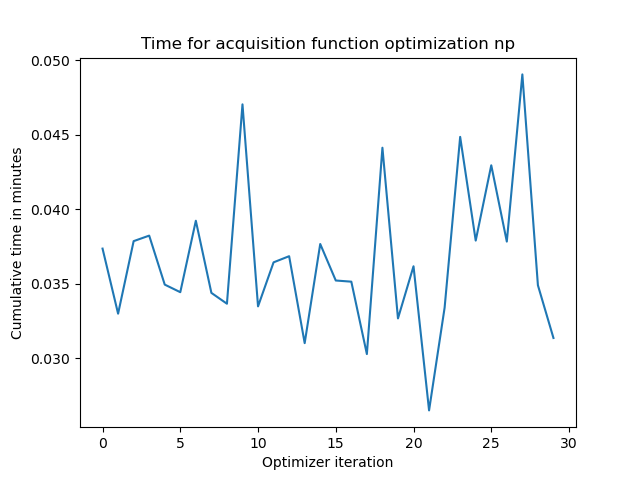 Time for acquisition function optimization np
0.050
0.045
0.040
0.035
0.030
Cumulative time in minutes
0 5 10 15 20 25 30
Optimizer iteration